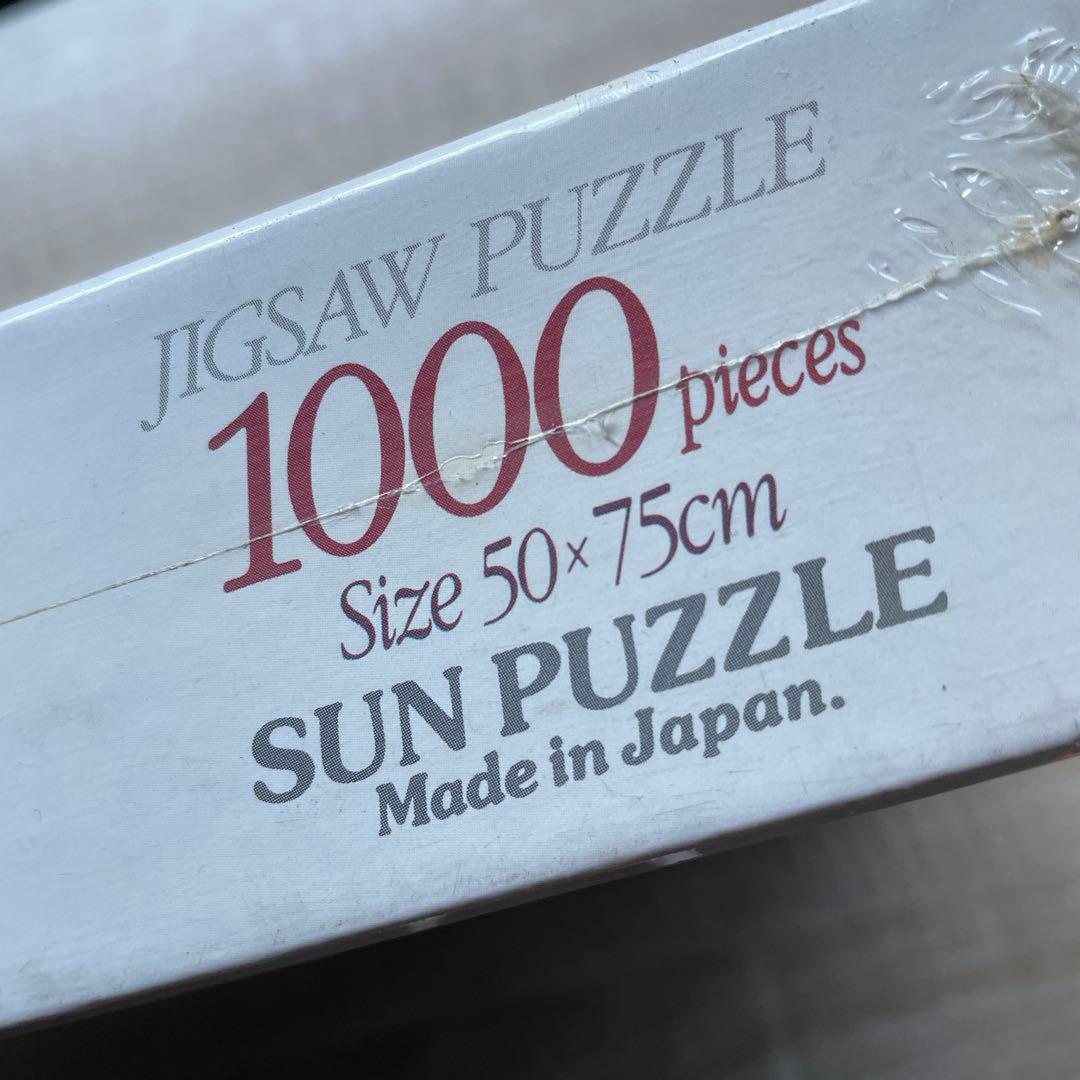 JIGSAW PUZZLE
1000 pieces
Size 50×75cm
SUN PUZZLE
Made in Japan.